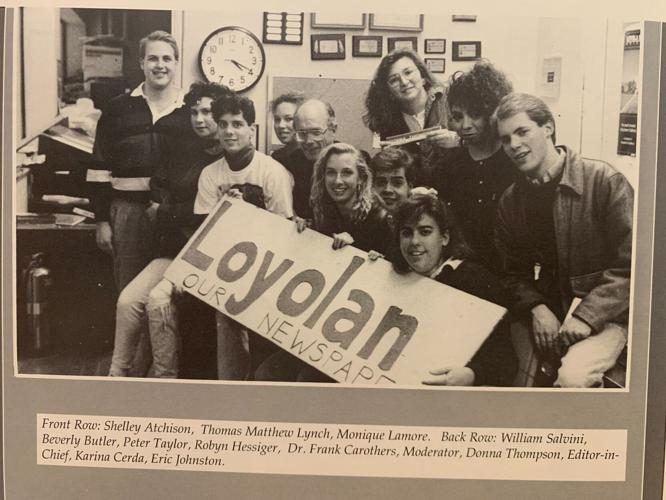 Loyolan
OUR NEWSPAPE
Front Row: Shelley Atchison, Thomas Matthew Lynch, Monique Lamore. Back Row: William Salvini,
Beverly Butler, Peter Taylor, Robyn Hessiger, Dr. Frank Carothers, Moderator, Donna Thompson, Editor-in-
Chief, Karina Cerda, Eric Johnston.